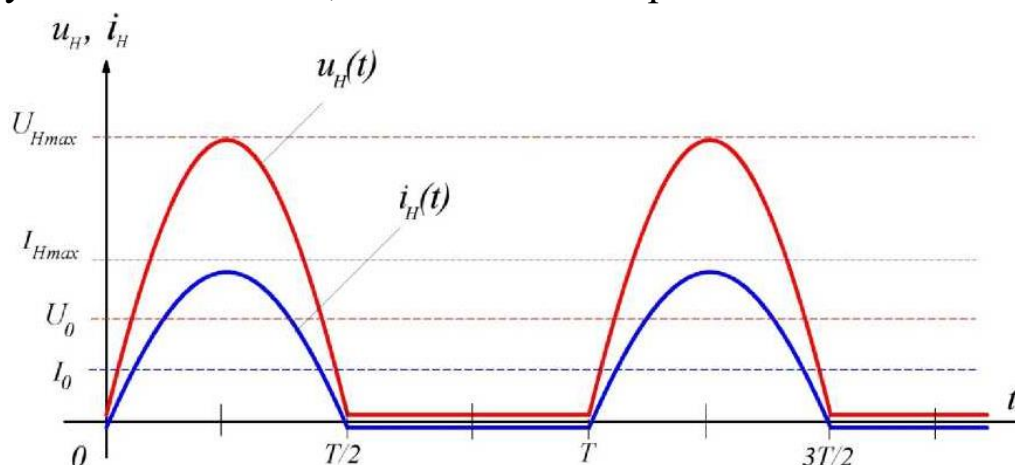 u_H, i_H
u_H(t)
U_Hmax
i_H(t)
I_Hmax
U_0
I_0
t
0 T/2 T 3T/2